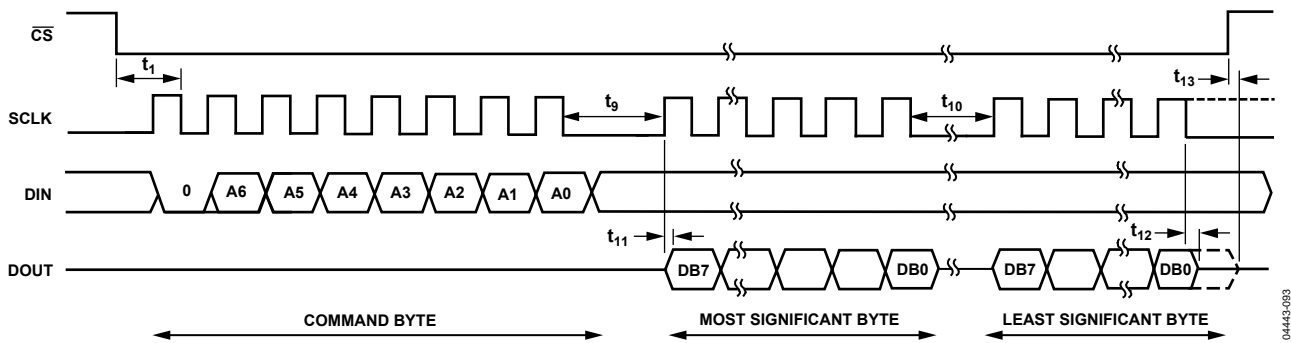 CS
t1
t13
SCLK
t9
t10
DIN
0 A6 A5 A4 A3 A2 A1 A0
t11
t12
DOUT
DB7 DB0 DB7 DB0
COMMAND BYTE MOST SIGNIFICANT BYTE LEAST SIGNIFICANT BYTE
04443-093